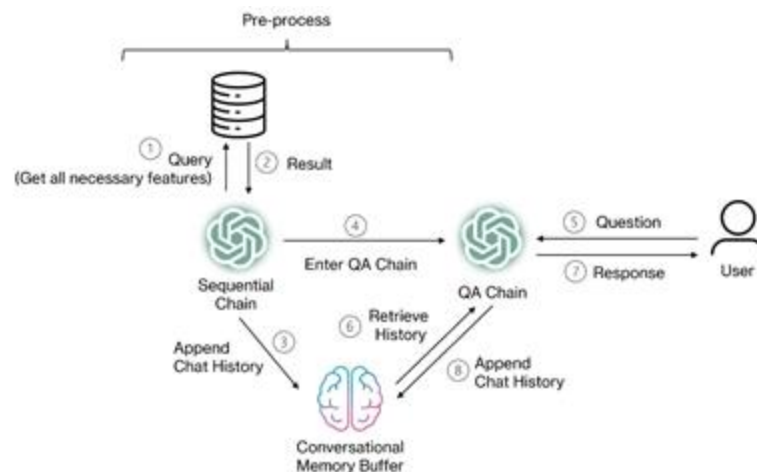 Pre-process
1
Query
(Get all necessary features)
2
Result
4
Enter QA Chain
5
Question
7
Response
User
Sequential
Chain
QA Chain
3
Append
Chat History
6
Retrieve
History
8
Append
Chat History
Conversational
Memory Buffer